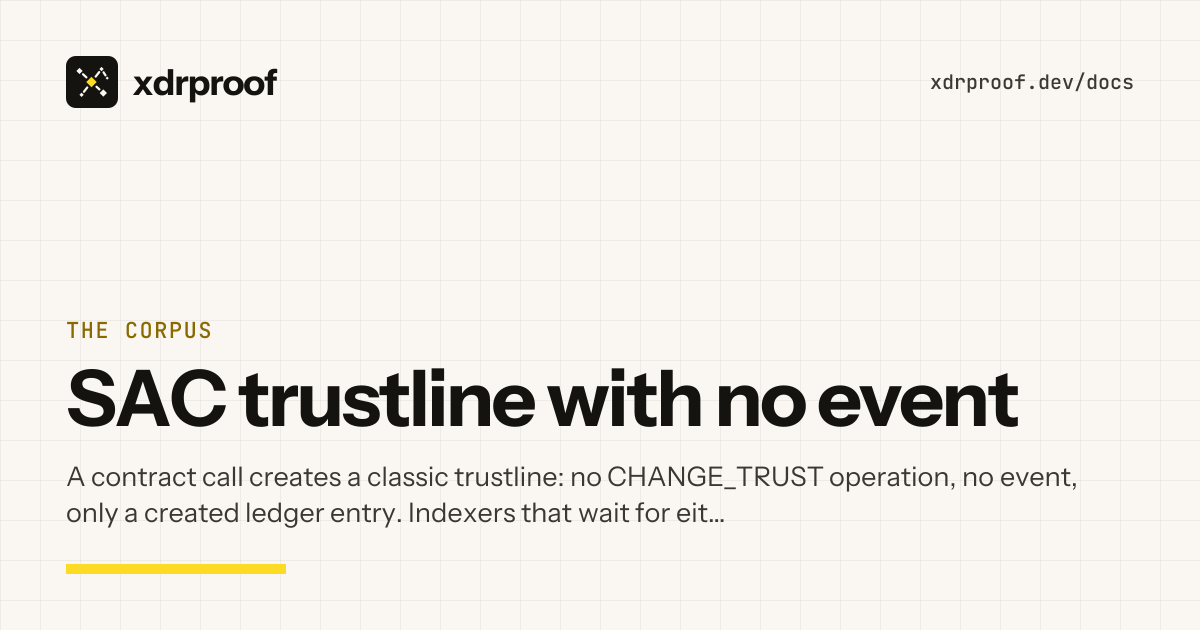 xdrproof
xdrproof.dev/docs
THE CORPUS
SAC trustline with no event
A contract call creates a classic trustline: no CHANGE_TRUST operation, no event,
only a created ledger entry. Indexers that wait for eit…